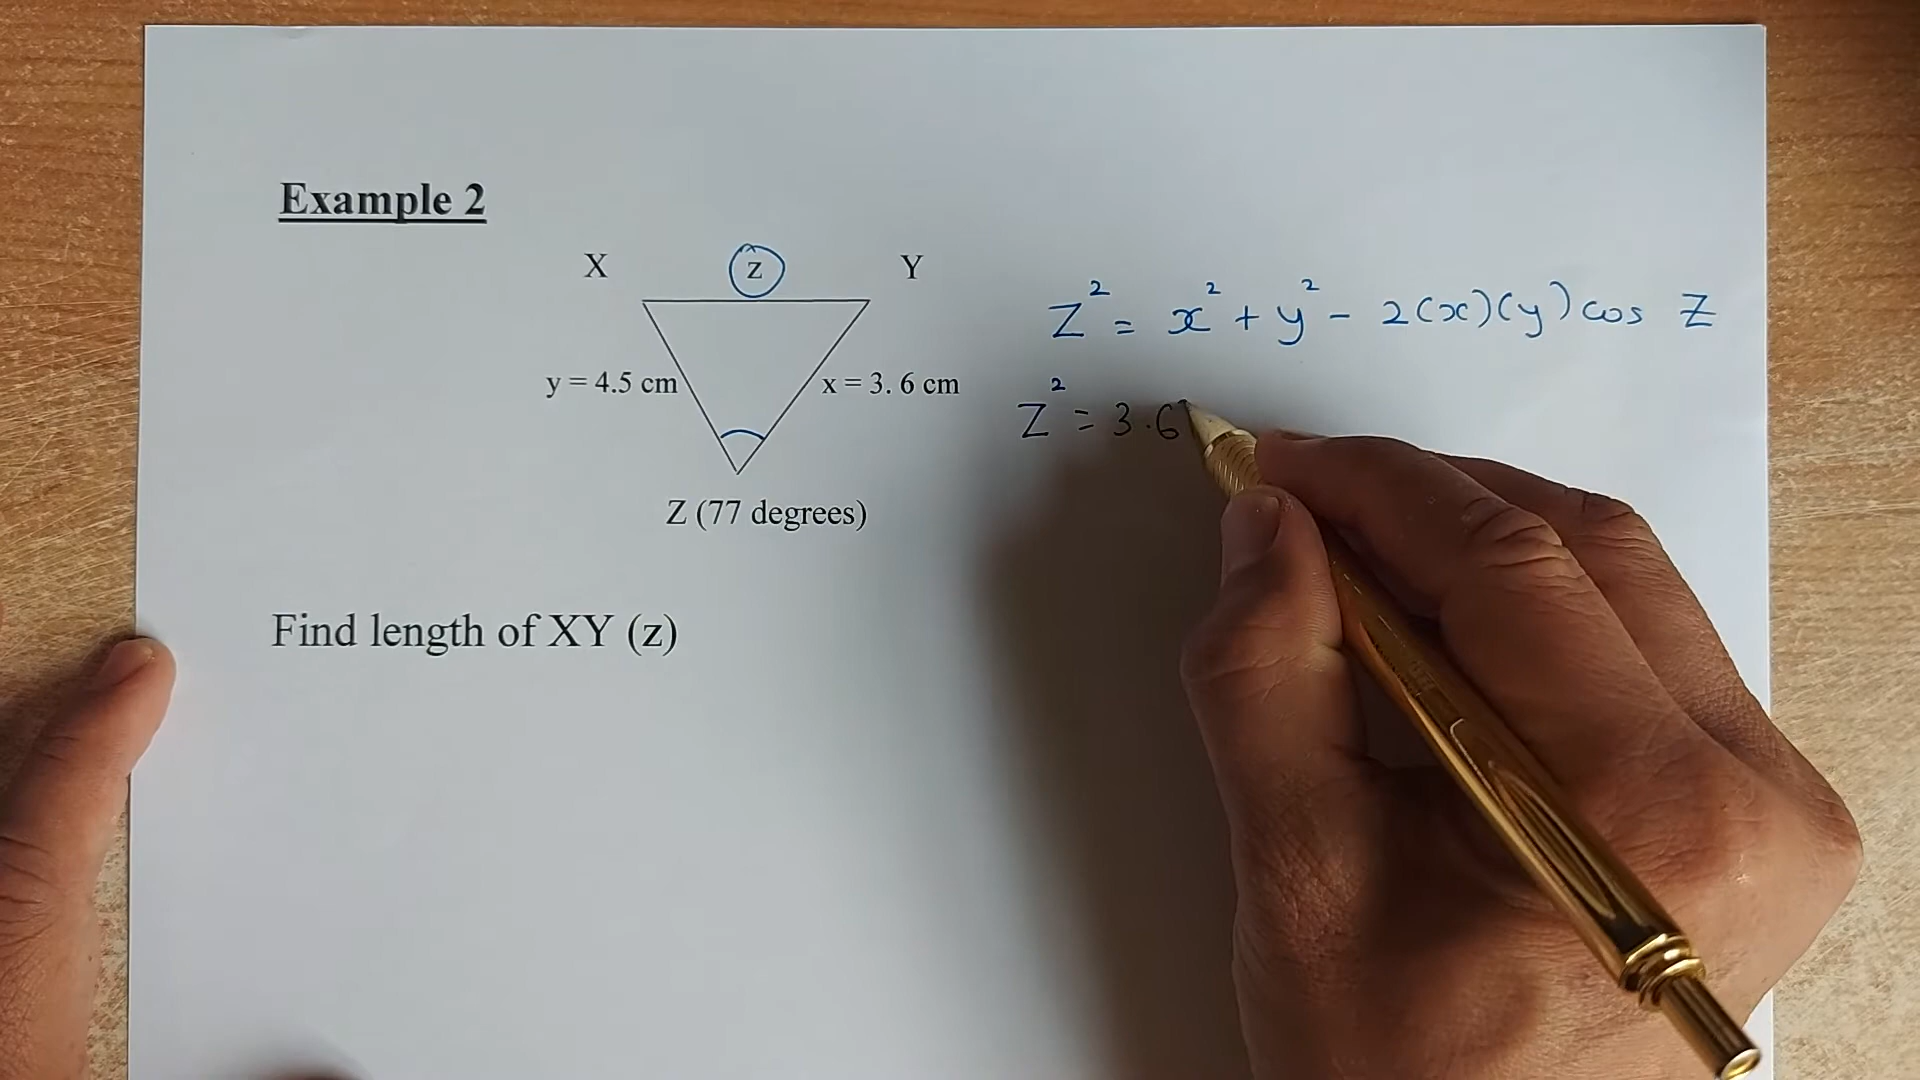 Example 2
X z Y
z² = x² + y² - 2(x)(y) cos Z
y = 4.5 cm x = 3. 6 cm
z² = 3.6²
Z (77 degrees)
Find length of XY (z)